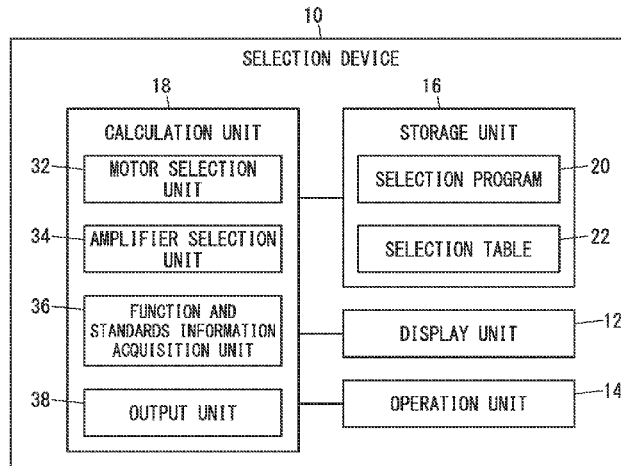 10
SELECTION DEVICE
18
CALCULATION UNIT
32
MOTOR SELECTION
UNIT
34
AMPLIFIER SELECTION
UNIT
36
FUNCTION AND
STANDARDS INFORMATION
ACQUISITION UNIT
38
OUTPUT UNIT
16
STORAGE UNIT
SELECTION PROGRAM
20
SELECTION TABLE
22
DISPLAY UNIT
12
OPERATION UNIT
14